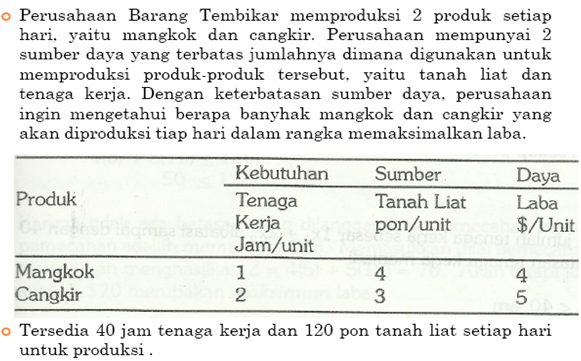 Perusahaan Barang Tembikar memproduksi 2 produk setiap
hari, yaitu mangkok dan cangkir. Perusahaan mempunyai 2
sumber daya yang terbatas jumlahnya dimana digunakan untuk
memproduksi produk-produk tersebut, yaitu tanah liat dan
tenaga kerja. Dengan keterbatasan sumber daya, perusahaan
ingin mengetahui berapa banyhak mangkok dan cangkir yang
akan diproduksi tiap hari dalam rangka memaksimalkan laba.
Kebutuhan Sumber Daya
Produk Tenaga Tanah Liat Laba
Kerja pon/unit $/Unit
Jam/unit
Mangkok 1 4 4
Cangkir 2 3 5
Tersedia 40 jam tenaga kerja dan 120 pon tanah liat setiap hari
untuk produksi .